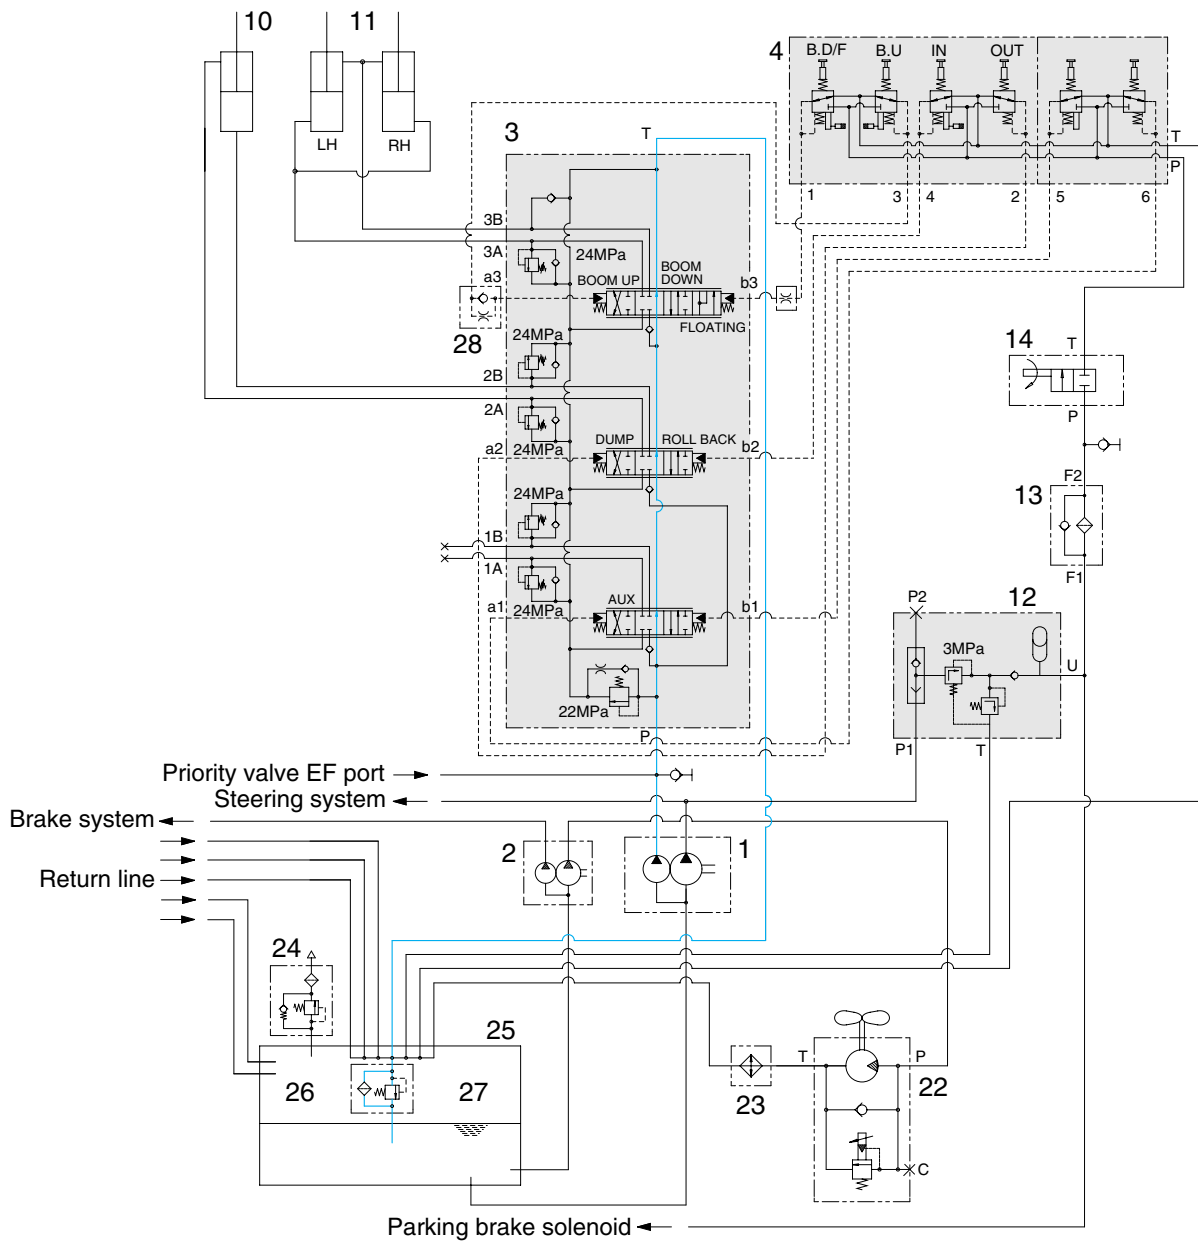 10
11
4
B.D/F
B.U
IN
OUT
LH
RH
3
T
T
P
1
3
4
2
5
6
3B
3A
24MPa
a3
BOOM UP
BOOM
DOWN
b3
FLOATING
28
24MPa
14
T
P
2B
2A
DUMP
ROLL BACK
24MPa
a2
b2
F2
13
24MPa
1B
1A
F1
AUX
24MPa
a1
b1
P2
12
3MPa
U
22MPa
P
P1
T
Priority valve EF port
Steering system
Brake system
2
1
Return line
24
25
26
27
T
P
22
23
C
Parking brake solenoid